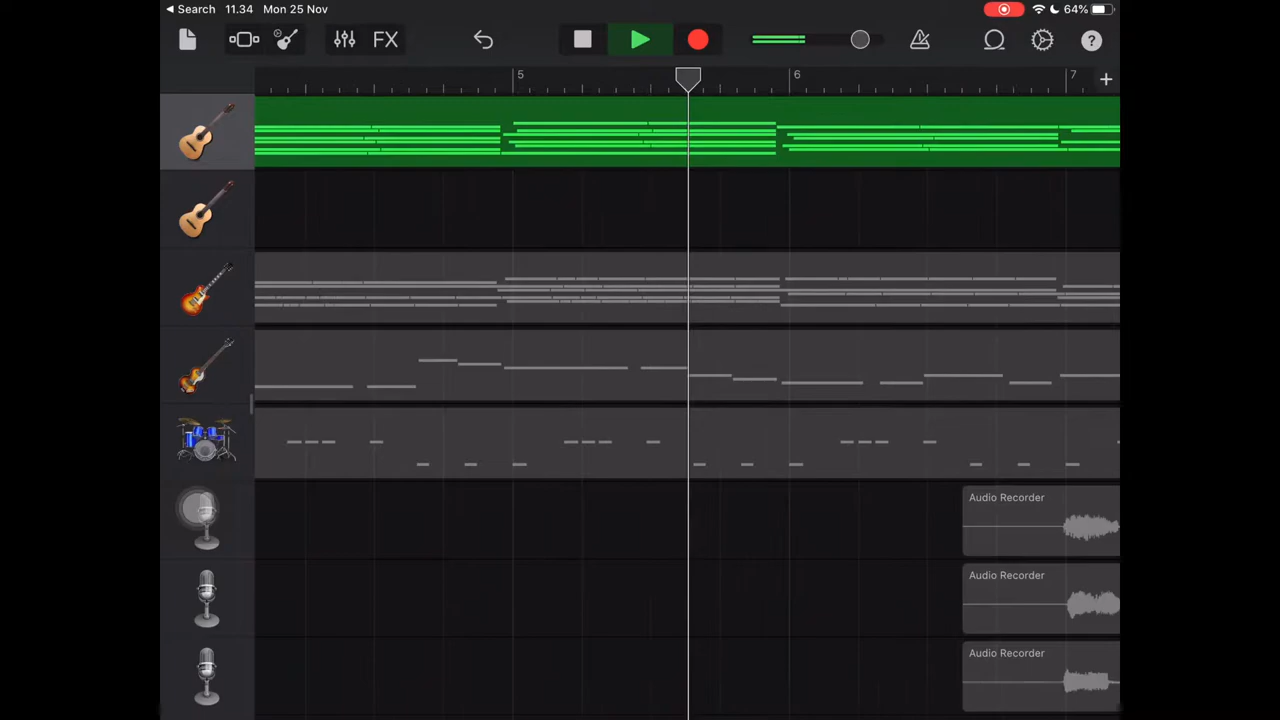 Search 11.34 Mon 25 Nov 64%
FX ?
5 6 7 +
Audio Recorder
Audio Recorder
Audio Recorder